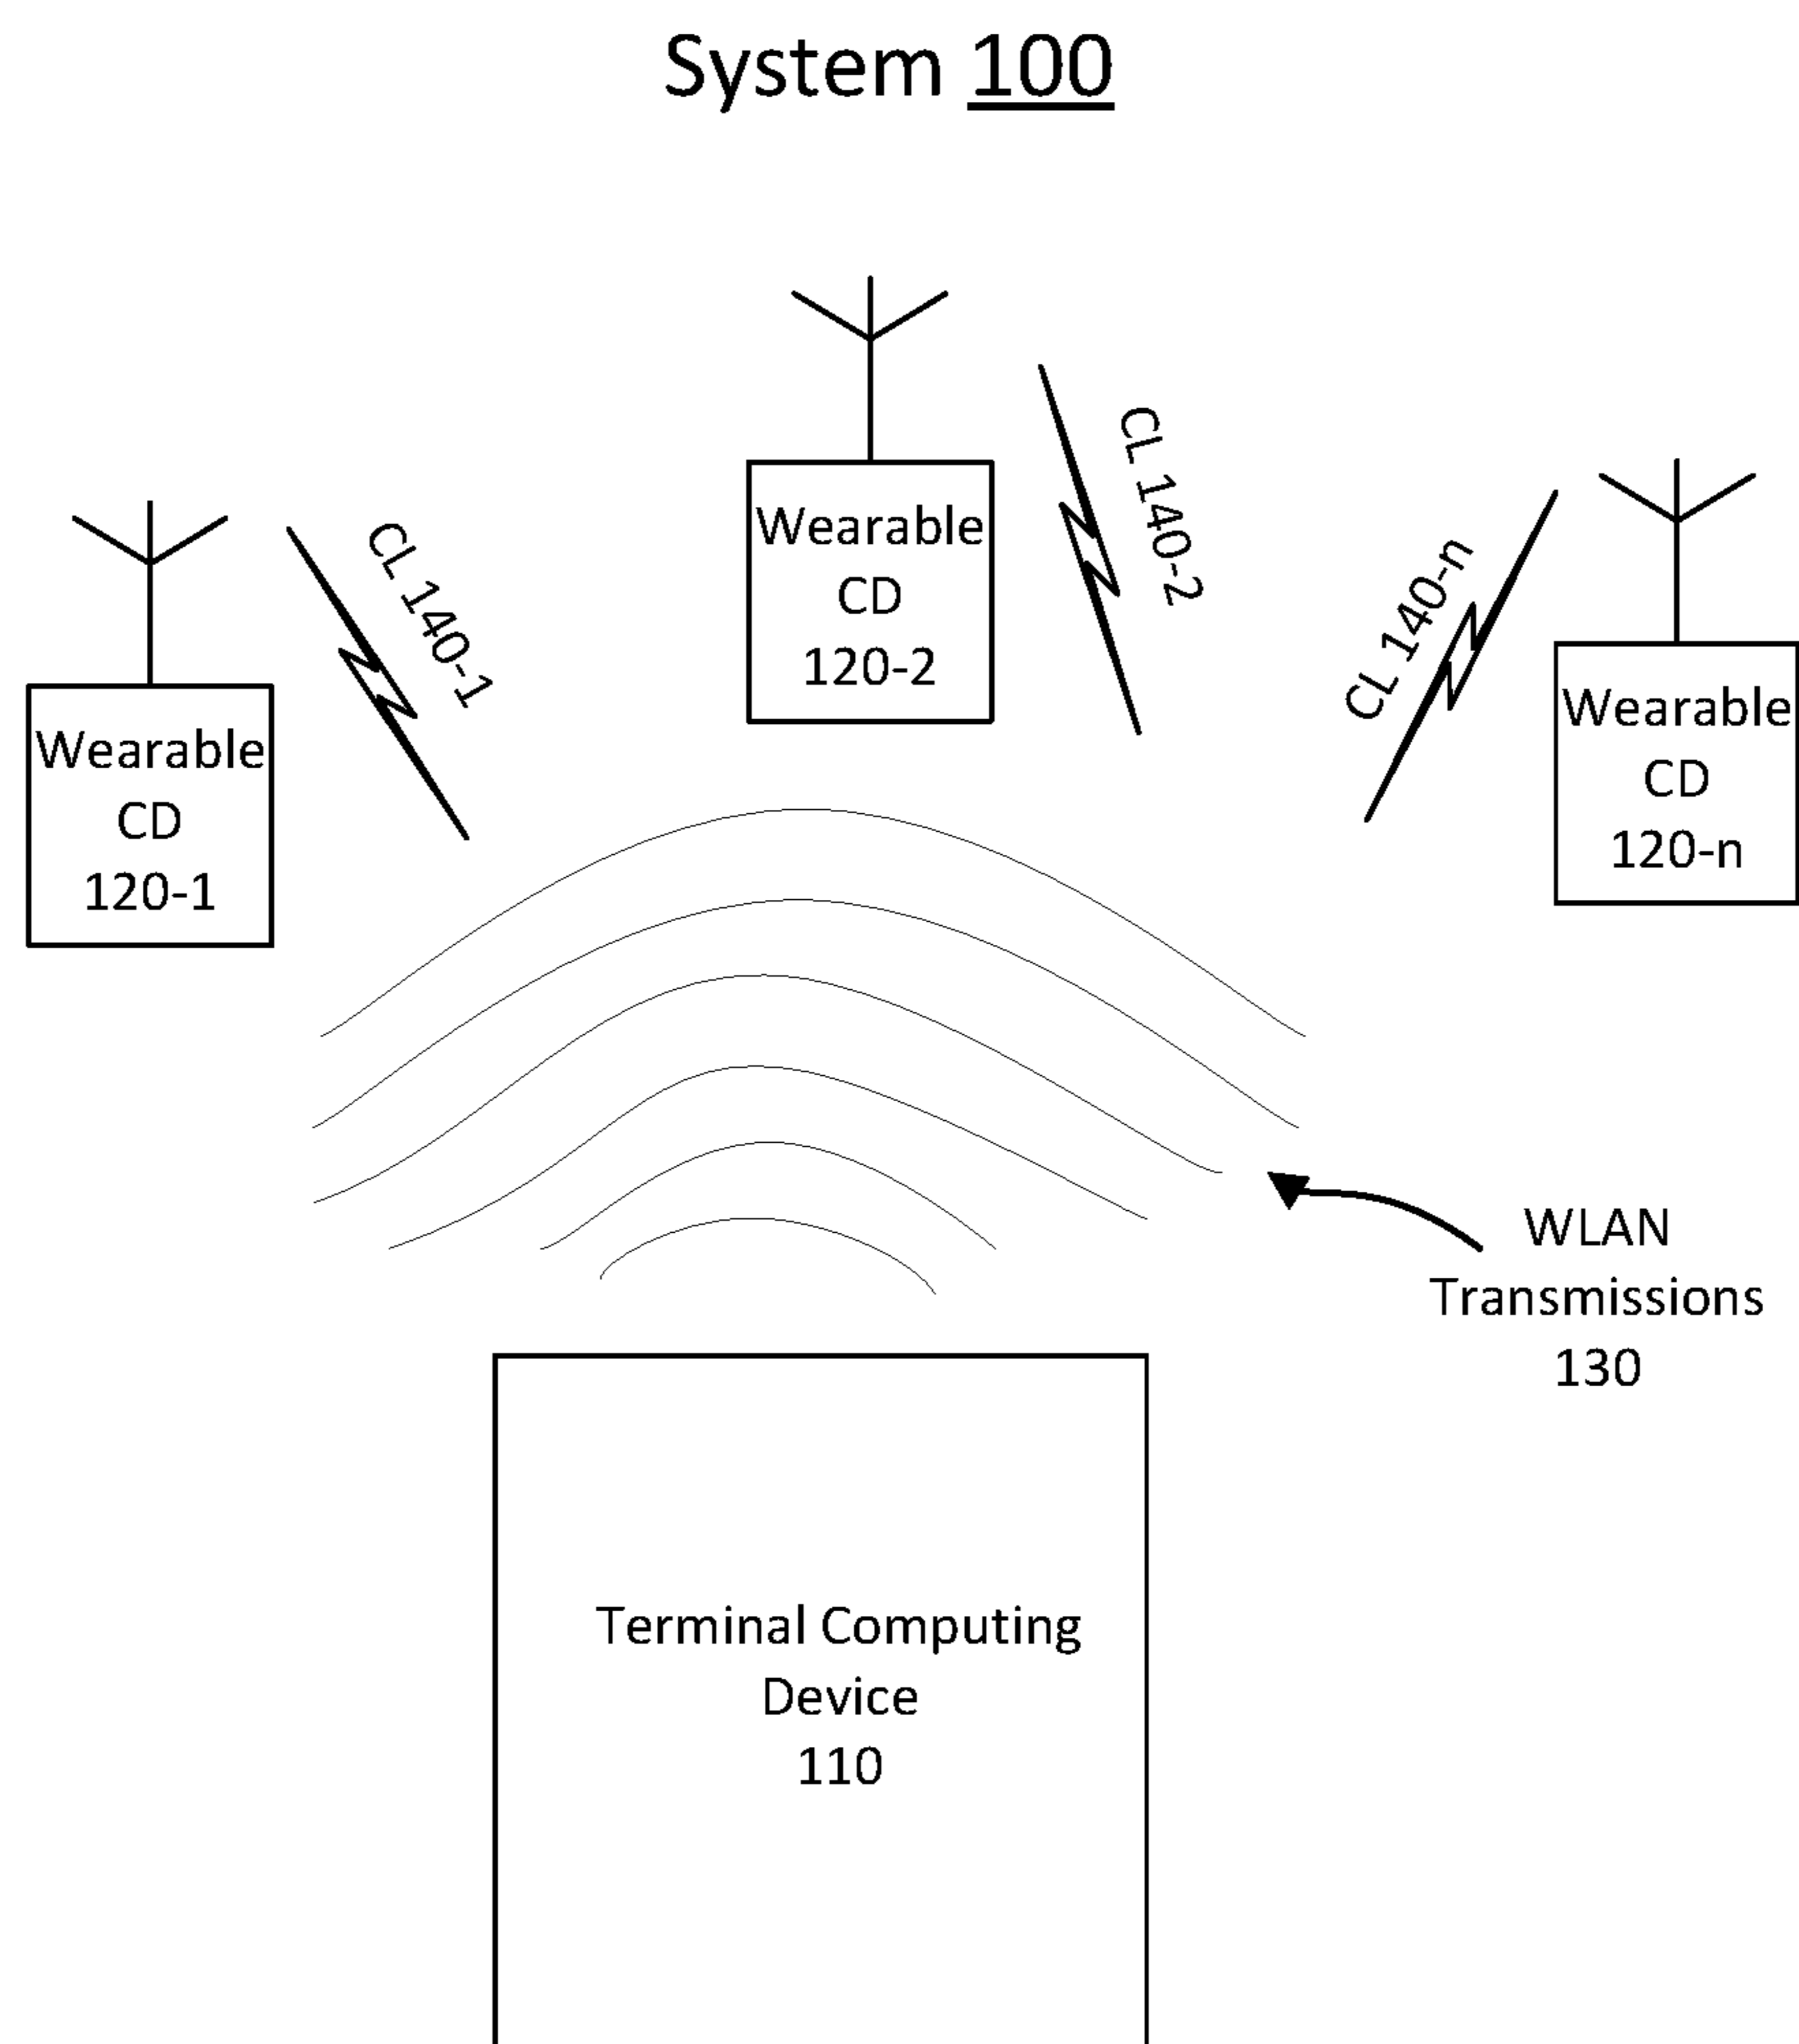 System 100
Wearable
CD
120-1
CL 140-1
Wearable
CD
120-2
CL 140-2
CL 140-n
Wearable
CD
120-n
WLAN
Transmissions
130
Terminal Computing
Device
110